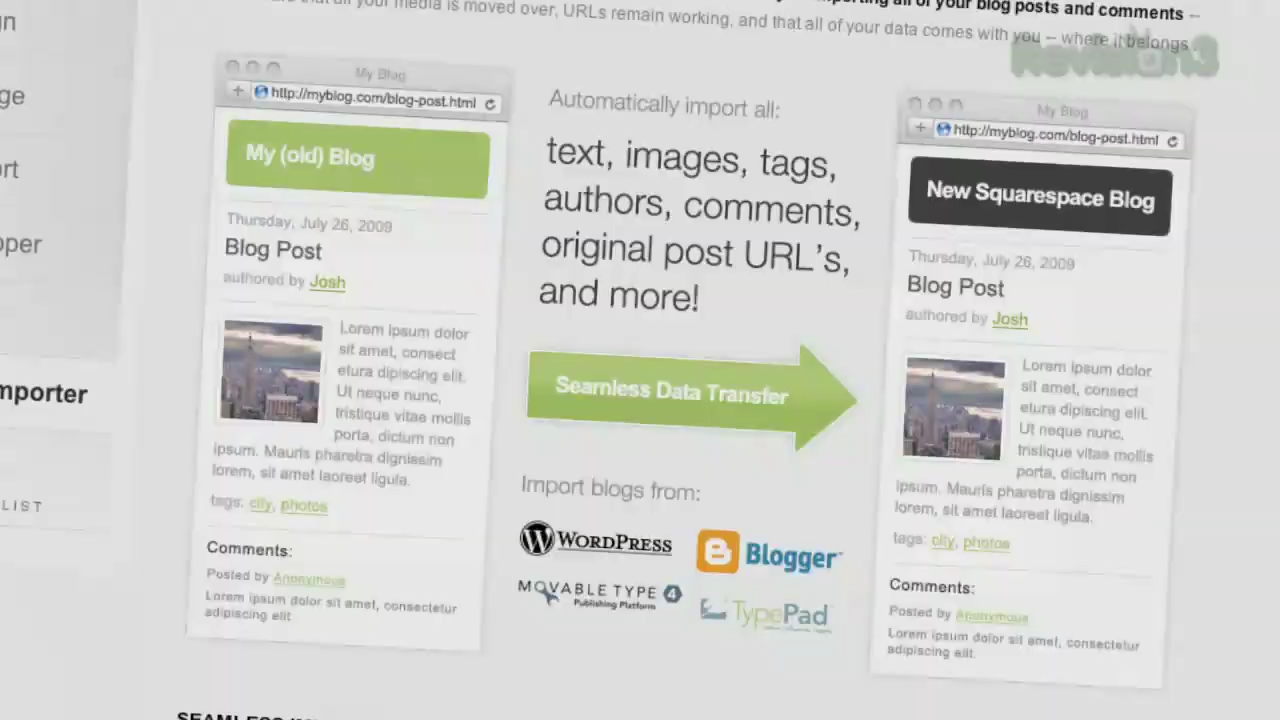 importing all of your blog posts and comments –
that all your media is moved over, URLs remain working, and that all of your data comes with you – where it belongs.
Revision3
My Blog
http://myblog.com/blog-post.html
My (old) Blog
Thursday, July 26, 2009
Blog Post
authored by Josh
Lorem ipsum dolor
sit amet, consect
etura dipiscing elit.
Ut neque nunc,
tristique vitae mollis
porta, dictum non
ipsum. Mauris pharetra dignissim
lorem, sit amet laoreet ligula.
tags: city, photos
Comments:
Posted by Anonymous
Lorem ipsum dolor sit amet, consectetur
adipiscing elit
Automatically import all:
text, images, tags,
authors, comments,
original post URL's,
and more!
Seamless Data Transfer
Import blogs from:
WORDPRESS
Blogger
MOVABLE TYPE 4
Publishing Platform
TypePad
My Blog
http://myblog.com/blog-post.html
New Squarespace Blog
Thursday, July 26, 2009
Blog Post
authored by Josh
Lorem ipsum dolor
sit amet, consect
etura dipiscing elit.
Ut neque nunc,
tristique vitae mollis
porta, dictum non
ipsum. Mauris pharetra dignissim
lorem, sit amet laoreet ligula.
tags: city, photos
Comments:
Posted by Anonymous
Lorem ipsum dolor sit amet, consectetur
adipiscing elit.
mporter
LIST